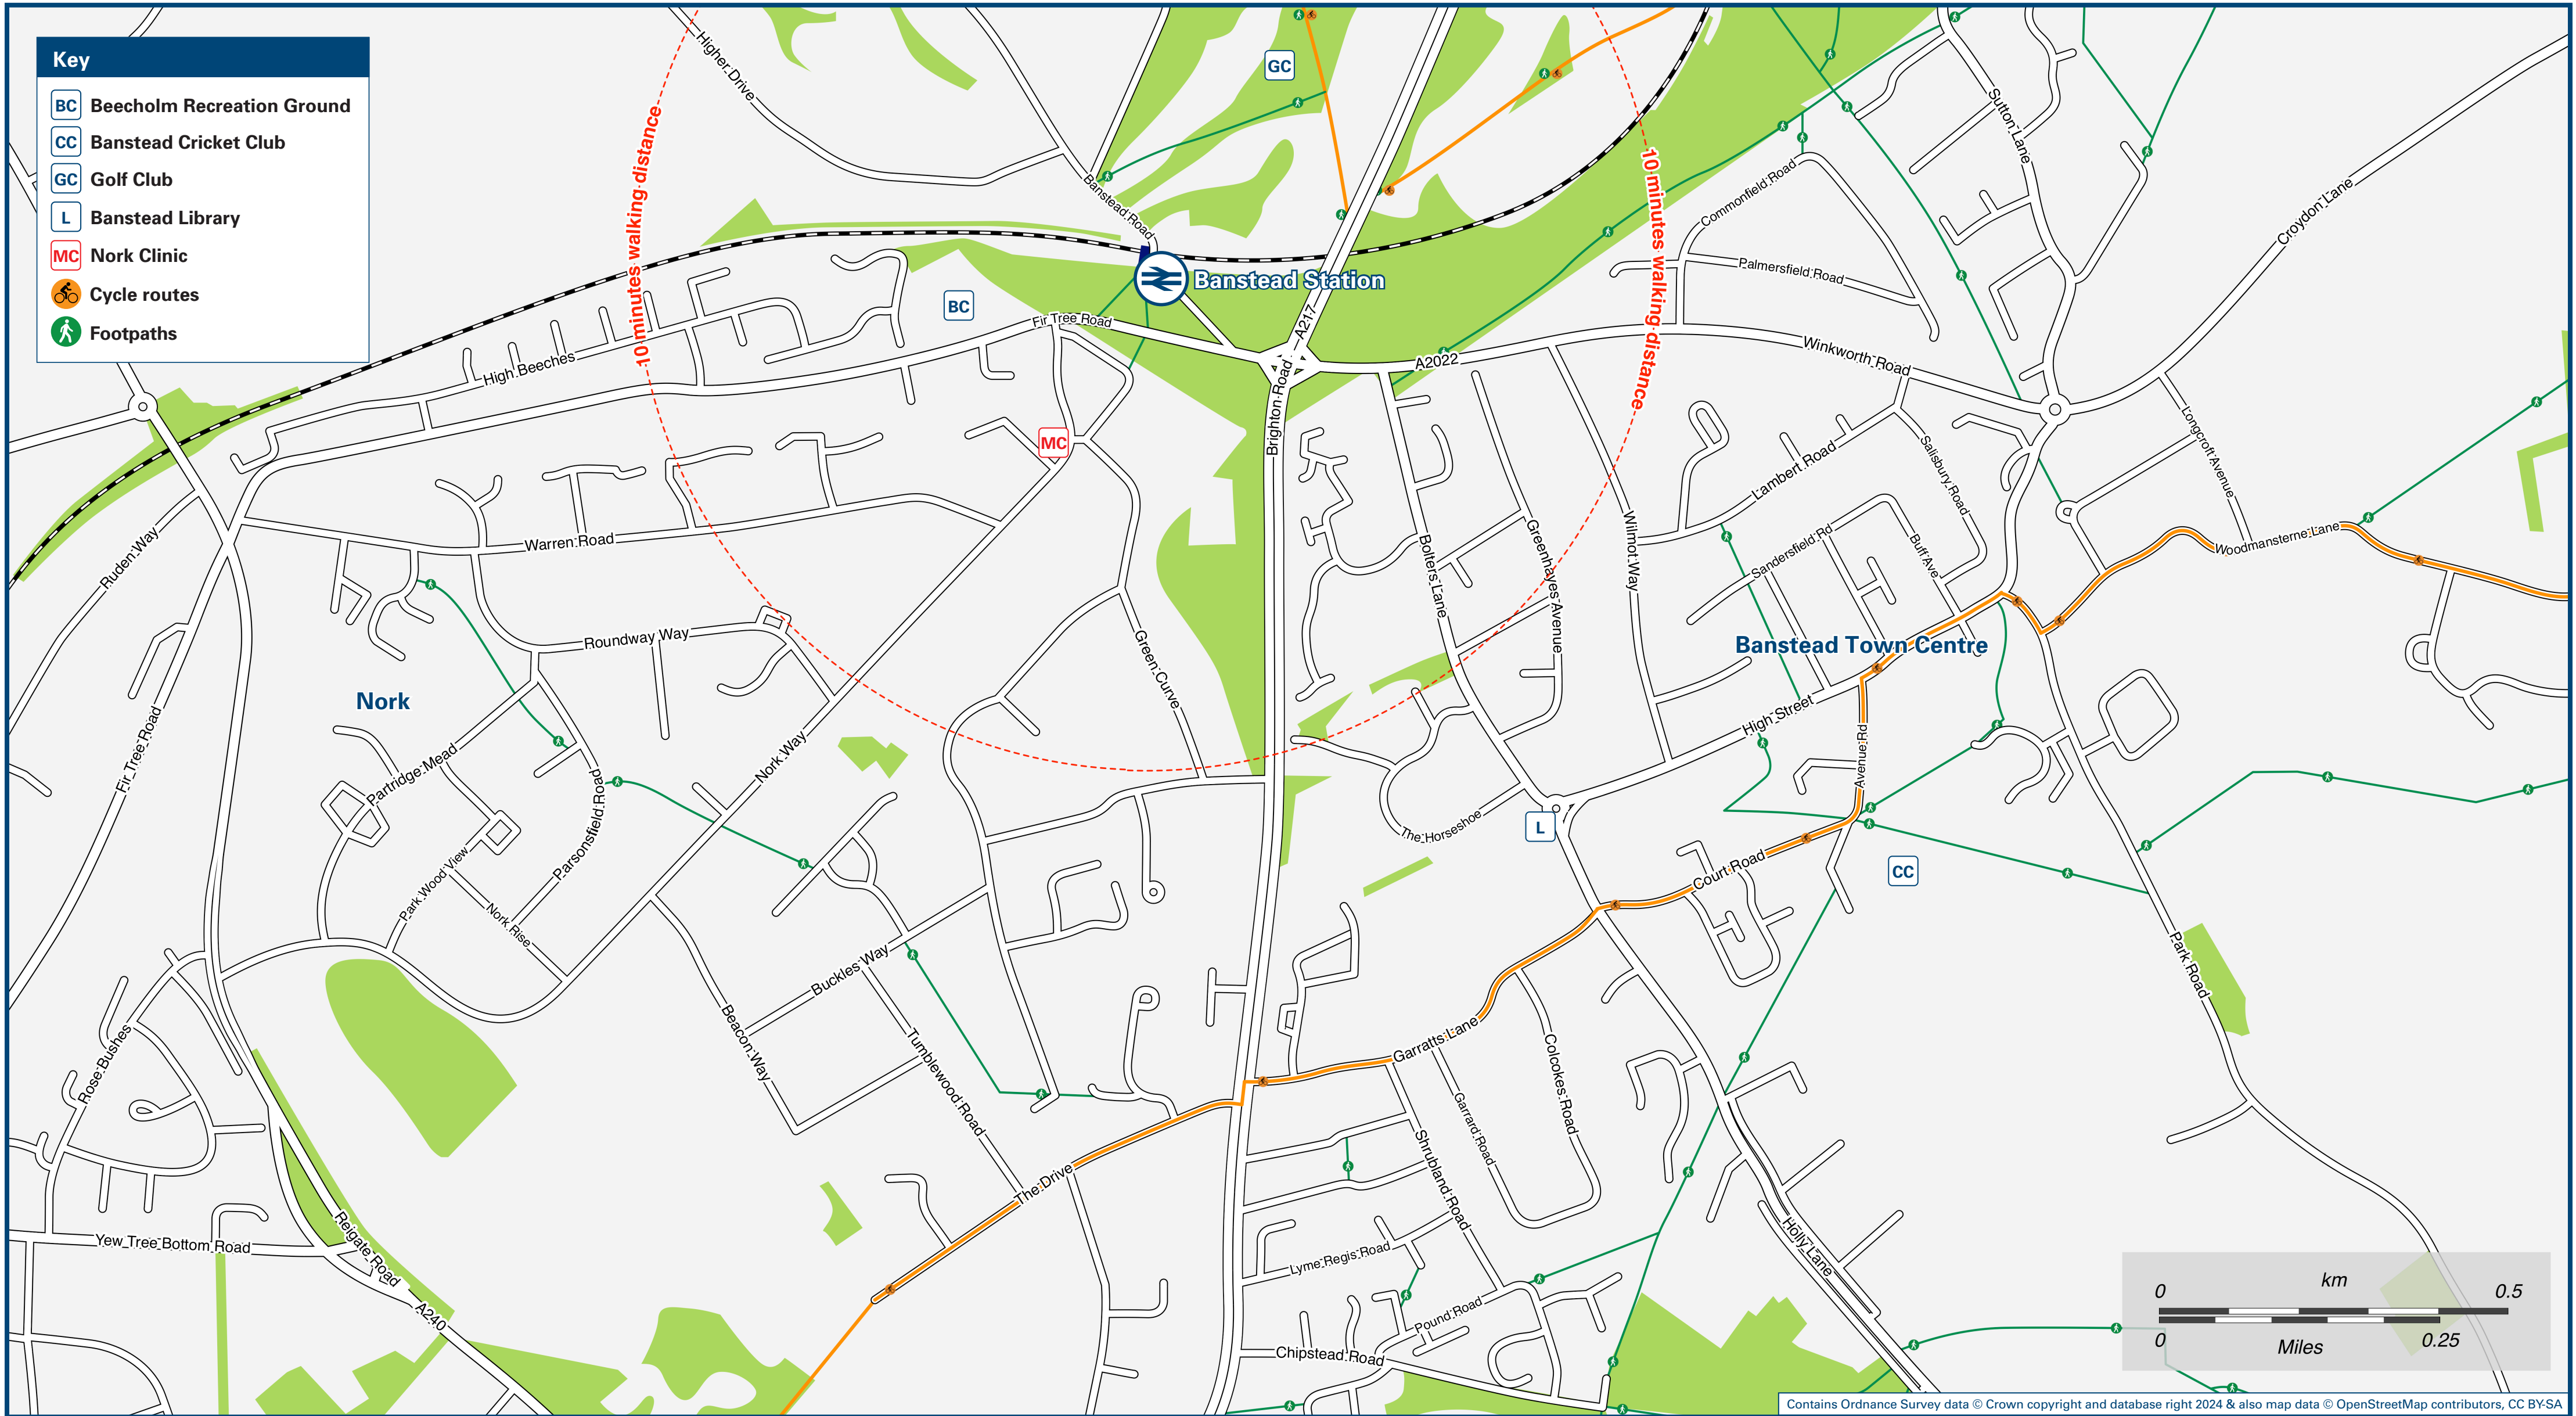 Key
BC Beecholm Recreation Ground
CC Banstead Cricket Club
GC Golf Club
L Banstead Library
MC Nork Clinic
Cycle routes
Footpaths
Higher Drive
GC
10 minutes walking distance
10 minutes walking distance
Banstead Road
Sutton Lane
Commonfield Road
Croydon Lane
Palmersfield Road
Banstead Station
BC
Fir Tree Road
A217
A2022
Winkworth Road
High Beeches
Brighton Road
MC
Longcroft Avenue
Salisbury Road
Lambert Road
Ruden Way
Warren Road
Bolters Lane
Greenhayes Avenue
Wilmot Way
Sandersfield Rd
Buff Ave
Woodmansterne Lane
Roundway Way
Green Curve
Banstead Town Centre
Nork
Fir Tree Road
Partridge Mead
Nork Way
High Street
Avenue Rd
Parsonsfield Road
The Horseshoe
L
Park Wood View
Nork Rise
Court Road
CC
Park Road
Buckles Way
Rose Bushes
Beacon Way
Tumblewood Road
Garratts Lane
Colcokes Road
Garrard Road
Shrubland Road
The Drive
Yew Tree Bottom Road
Reigate Road
Holly Lane
Lyme Regis Road
A240
Pound Road
Chipstead Road
km
0 0.5
0 0.25
Miles
Contains Ordnance Survey data © Crown copyright and database right 2024 & also map data © OpenStreetMap contributors, CC BY-SA